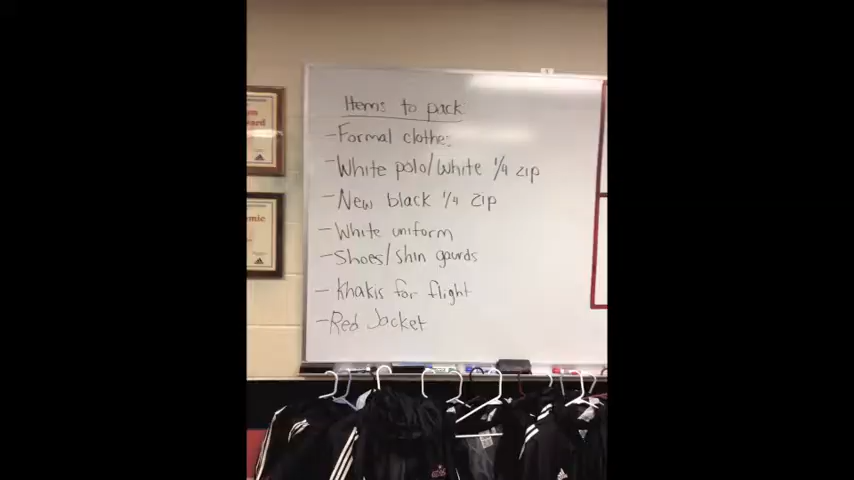 Items to pack
-Formal clothes
-White polo/White 1/4 zip
-New black 1/4 zip
-White uniform
-Shoes/shin gaurds
-Khakis for flight
-Red Jacket